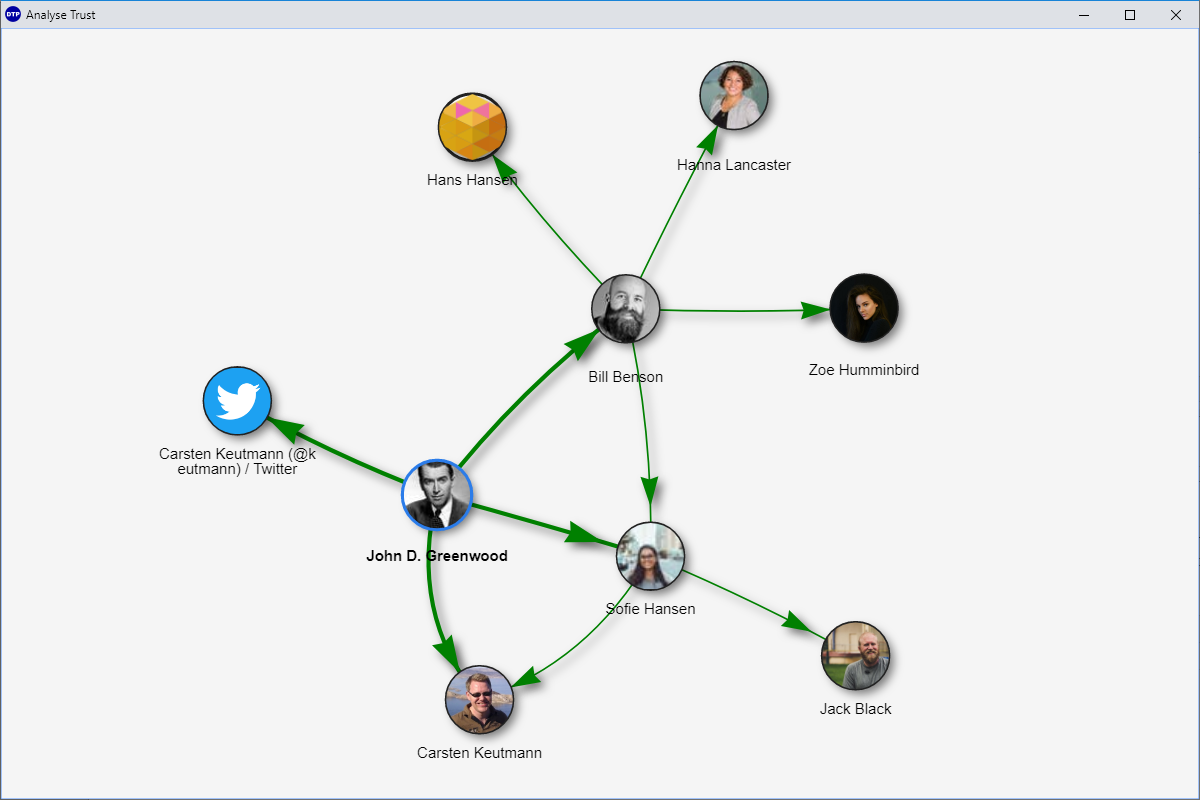 DTP Analyse Trust
Hanna Lancaster
Hans Hansen
Zoe Humminbird
Bill Benson
Carsten Keutmann (@k
eutmann) / Twitter
John D. Greenwood
Sofie Hansen
Jack Black
Carsten Keutmann